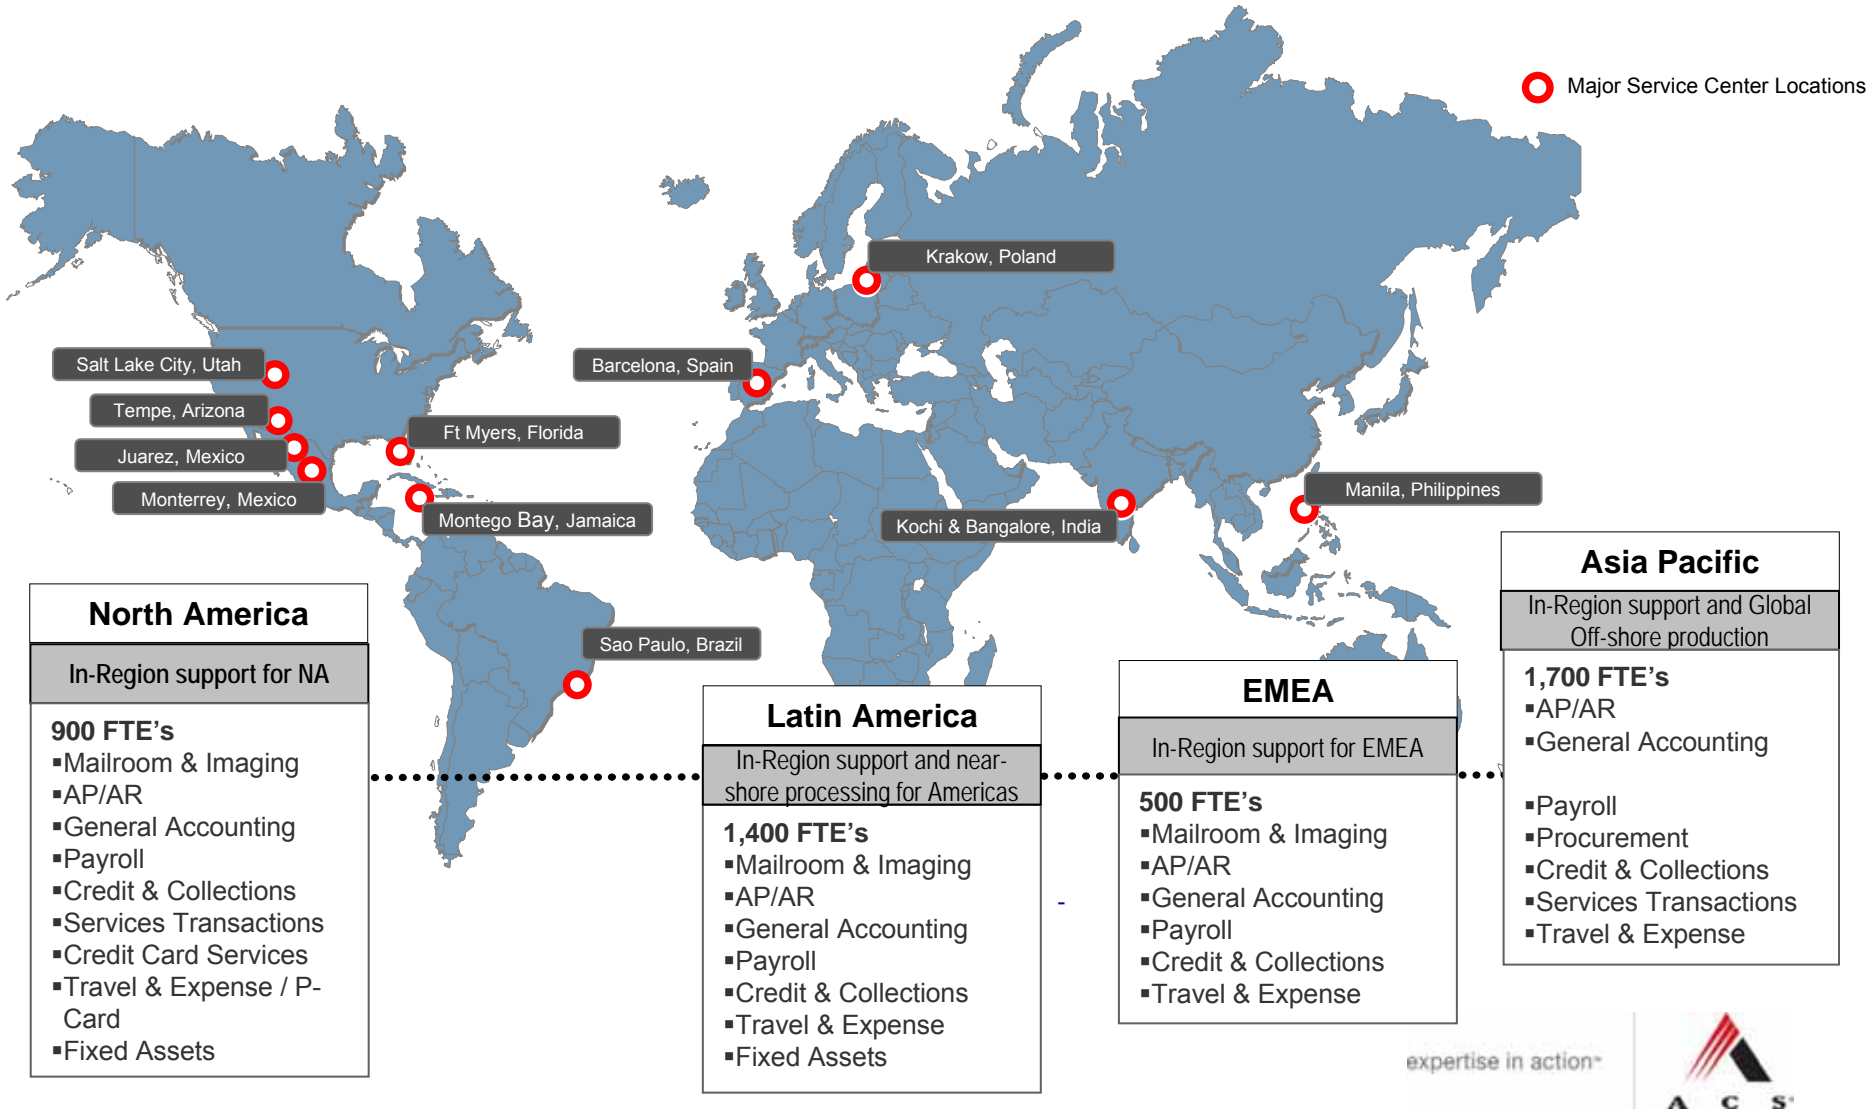 Major Service Center Locations
Krakow, Poland
Salt Lake City, Utah
Barcelona, Spain
Tempe, Arizona
Ft Myers, Florida
Juarez, Mexico
Monterrey, Mexico
Manila, Philippines
Montego Bay, Jamaica
Kochi & Bangalore, India
Sao Paulo, Brazil
North America
In-Region support for NA
900 FTE’s
▪Mailroom & Imaging
▪AP/AR
▪General Accounting
▪Payroll
▪Credit & Collections
▪Services Transactions
▪Credit Card Services
▪Travel & Expense / P-
Card
▪Fixed Assets
Latin America
In-Region support and near-
shore processing for Americas
1,400 FTE’s
▪Mailroom & Imaging
▪AP/AR
▪General Accounting
▪Payroll
▪Credit & Collections
▪Travel & Expense
▪Fixed Assets
-
EMEA
In-Region support for EMEA
500 FTE’s
▪Mailroom & Imaging
▪AP/AR
▪General Accounting
▪Payroll
▪Credit & Collections
▪Travel & Expense
Asia Pacific
In-Region support and Global
Off-shore production
1,700 FTE’s
▪AP/AR
▪General Accounting
▪Payroll
▪Procurement
▪Credit & Collections
▪Services Transactions
▪Travel & Expense
expertise in action℠
A C S